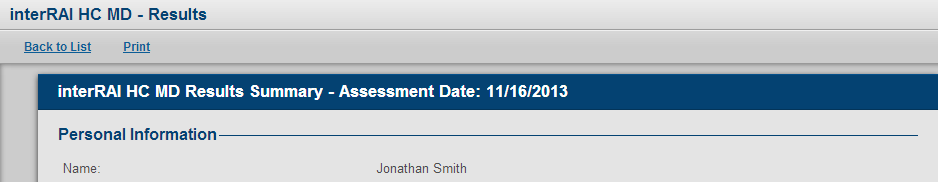 interRAI HC MD - Results
Back to List Print
interRAI HC MD Results Summary - Assessment Date: 11/16/2013
Personal Information
Name: Jonathan Smith